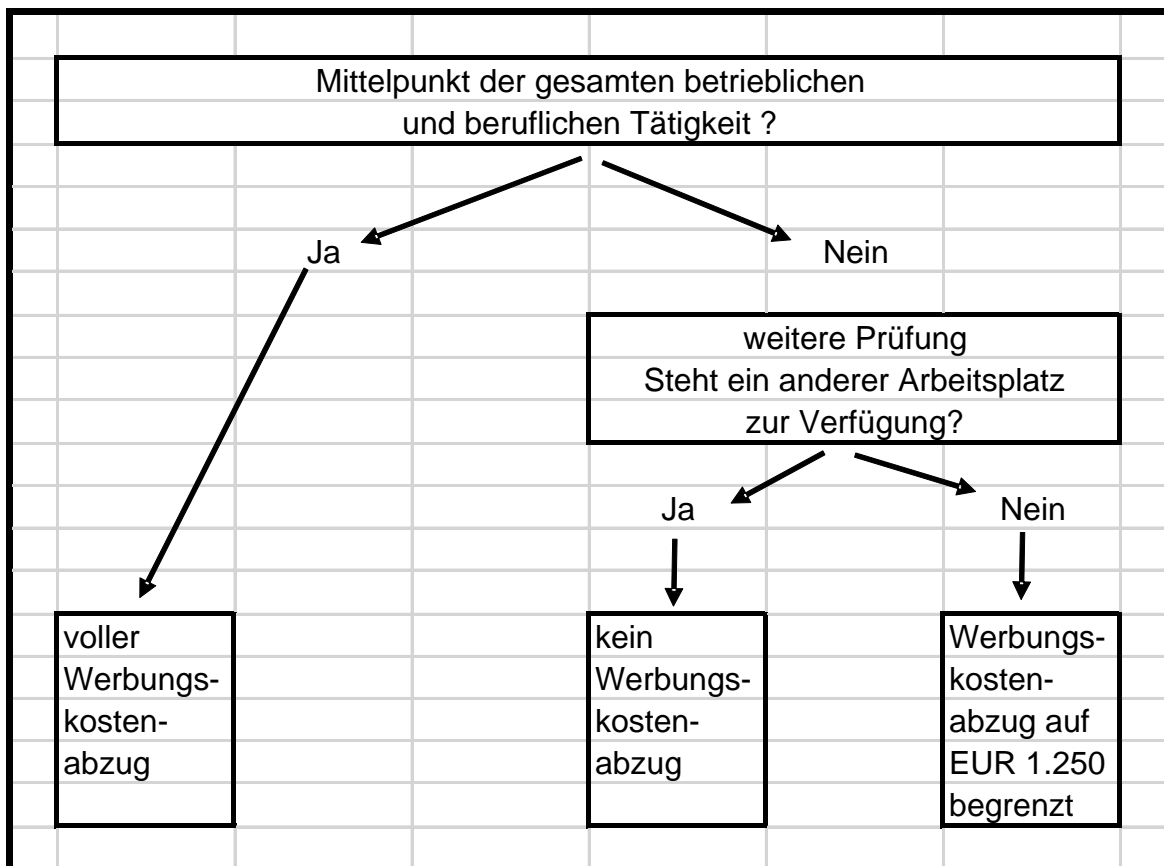 Mittelpunkt der gesamten betrieblichen
und beruflichen Tätigkeit ?
Ja
Nein
weitere Prüfung
Steht ein anderer Arbeitsplatz
zur Verfügung?
Ja
Nein
voller
Werbungs-
kosten-
abzug
kein
Werbungs-
kosten-
abzug
Werbungs-
kosten-
abzug auf
EUR 1.250
begrenzt